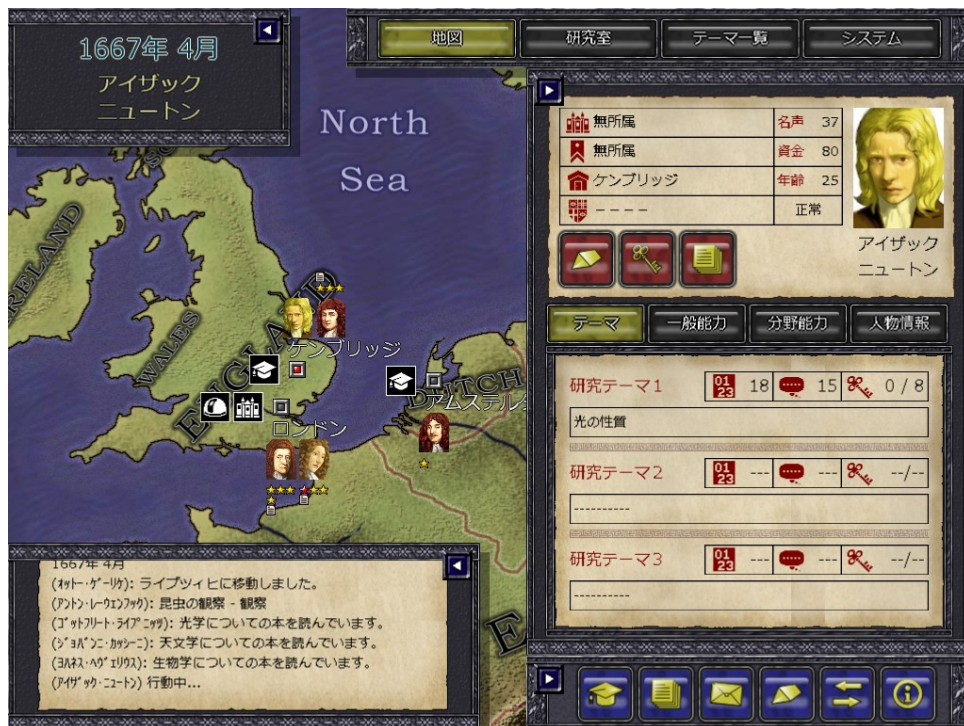 1667年 4月
アイザック
ニュートン
地図
研究室
テーマ一覧
システム
North
Sea
IRELAND
WALES
ENGLAND
DUTCH
ケンブリッジ
アムステルダ
ロンドン
無所属
名声 37
無所属
資金 80
ケンブリッジ
年齢 25
----
正常
アイザック
ニュートン
テーマ
一般能力
分野能力
人物情報
研究テーマ1 0123 18 15 0 / 8
光の性質
研究テーマ2 0123 --- --- --/--
----------
研究テーマ3 0123 --- --- --/--
----------
1667年 4月
(ｵｯﾄｰ･ｹﾞｰﾘｹ): ライプツィヒに移動しました。
(ｱﾝﾄﾝ･ﾚｰｳｪﾝﾌｯｸ): 昆虫の観察 - 観察
(ｺﾞｯﾄﾌﾘｰﾄ･ﾗｲﾌﾟﾆｯﾂ): 光学についての本を読んでいます。
(ｼﾞｮﾊﾞﾝﾆ･ｶｯｼｰﾆ): 天文学についての本を読んでいます。
(ﾖﾊﾈｽ･ﾍｳﾞｪﾘｳｽ): 生物学についての本を読んでいます。
(ｱｲｻﾞｯｸ･ﾆｭｰﾄﾝ) 行動中...